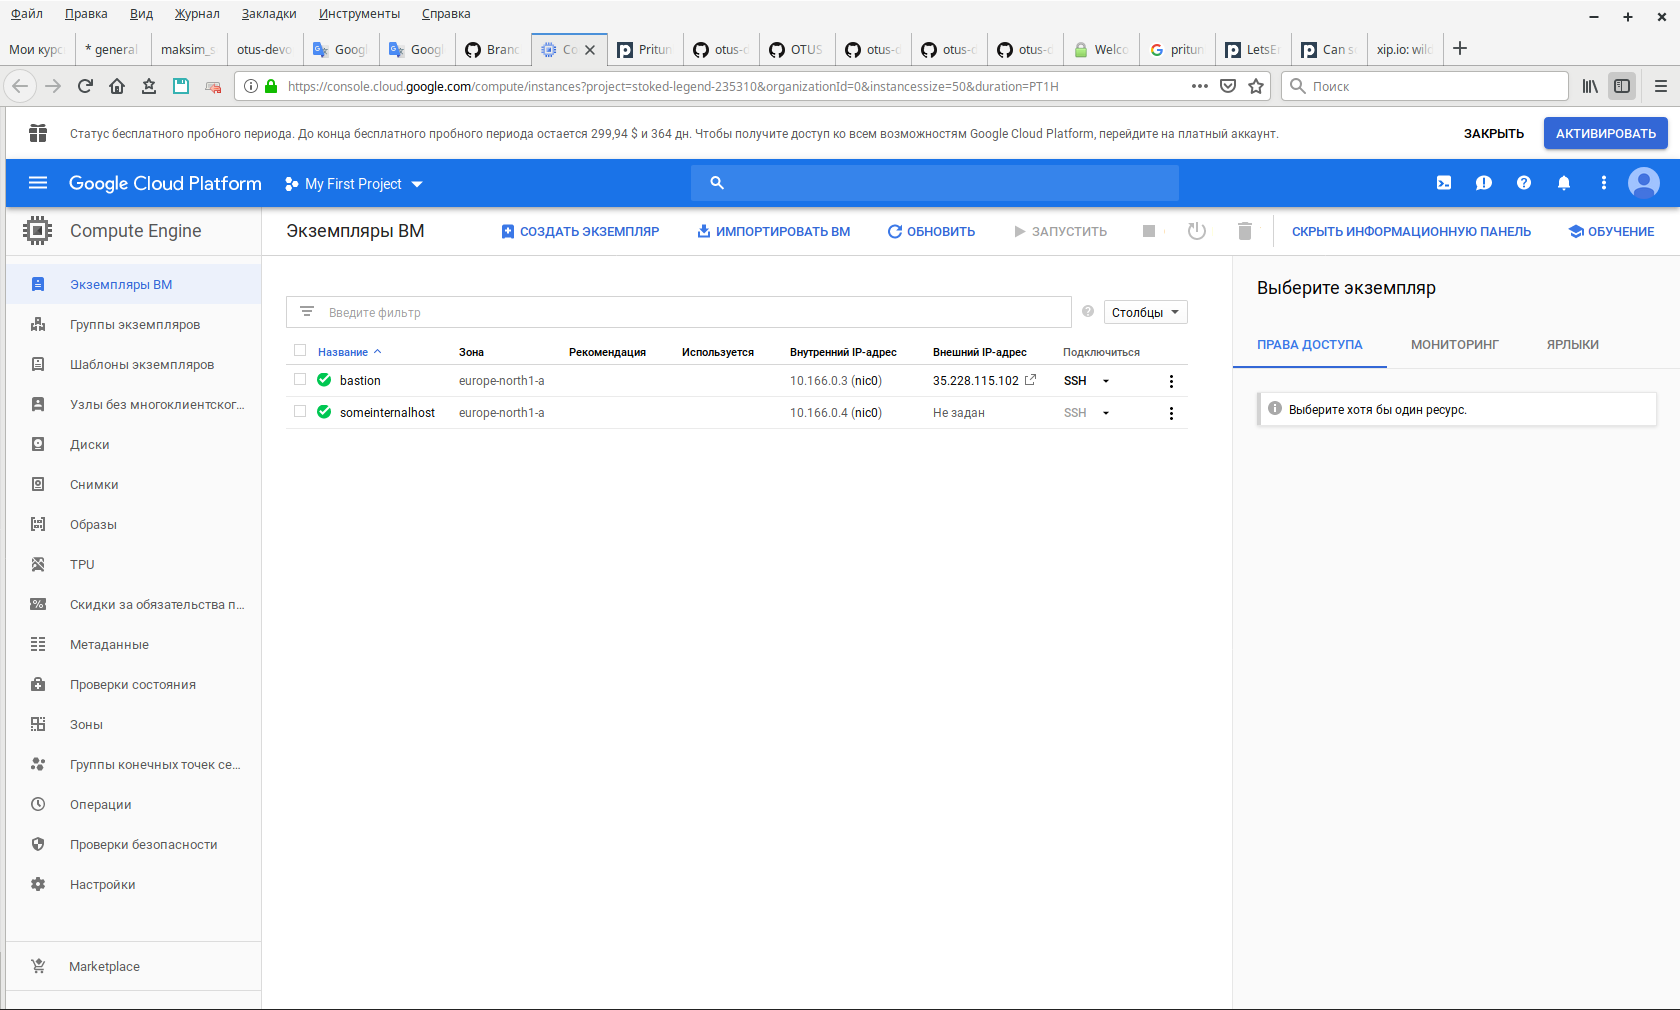 Файл Правка Вид Журнал Закладки Инструменты Справка
Мои курс * general maksim_s otus-devo Googl Googl Branc Co Pritun otus-d OTUS otus-d otus-d otus-d Welco pritun LetsEn Can so xip.io: wild
https://console.cloud.google.com/compute/instances?project=stoked-legend-235310&organizationId=0&instancessize=50&duration=PT1H Поиск
Статус бесплатного пробного периода. До конца бесплатного пробного периода остается 299,94 $ и 364 дн. Чтобы получите доступ ко всем возможностям Google Cloud Platform, перейдите на платный аккаунт. ЗАКРЫТЬ АКТИВИРОВАТЬ
Google Cloud Platform My First Project
Compute Engine Экземпляры ВМ СОЗДАТЬ ЭКЗЕМПЛЯР ИМПОРТИРОВАТЬ ВМ ОБНОВИТЬ ЗАПУСТИТЬ СКРЫТЬ ИНФОРМАЦИОННУЮ ПАНЕЛЬ ОБУЧЕНИЕ
Экземпляры ВМ
Группы экземпляров
Шаблоны экземпляров
Узлы без многоклиентског...
Диски
Снимки
Образы
TPU
Скидки за обязательства п...
Метаданные
Проверки состояния
Зоны
Группы конечных точек се...
Операции
Проверки безопасности
Настройки
Marketplace
Введите фильтр Столбцы
Название Зона Рекомендация Используется Внутренний IP-адрес Внешний IP-адрес Подключиться
bastion europe-north1-a 10.166.0.3 (nic0) 35.228.115.102 SSH
someinternalhost europe-north1-a 10.166.0.4 (nic0) Не задан SSH
Выберите экземпляр
ПРАВА ДОСТУПА МОНИТОРИНГ ЯРЛЫКИ
Выберите хотя бы один ресурс.